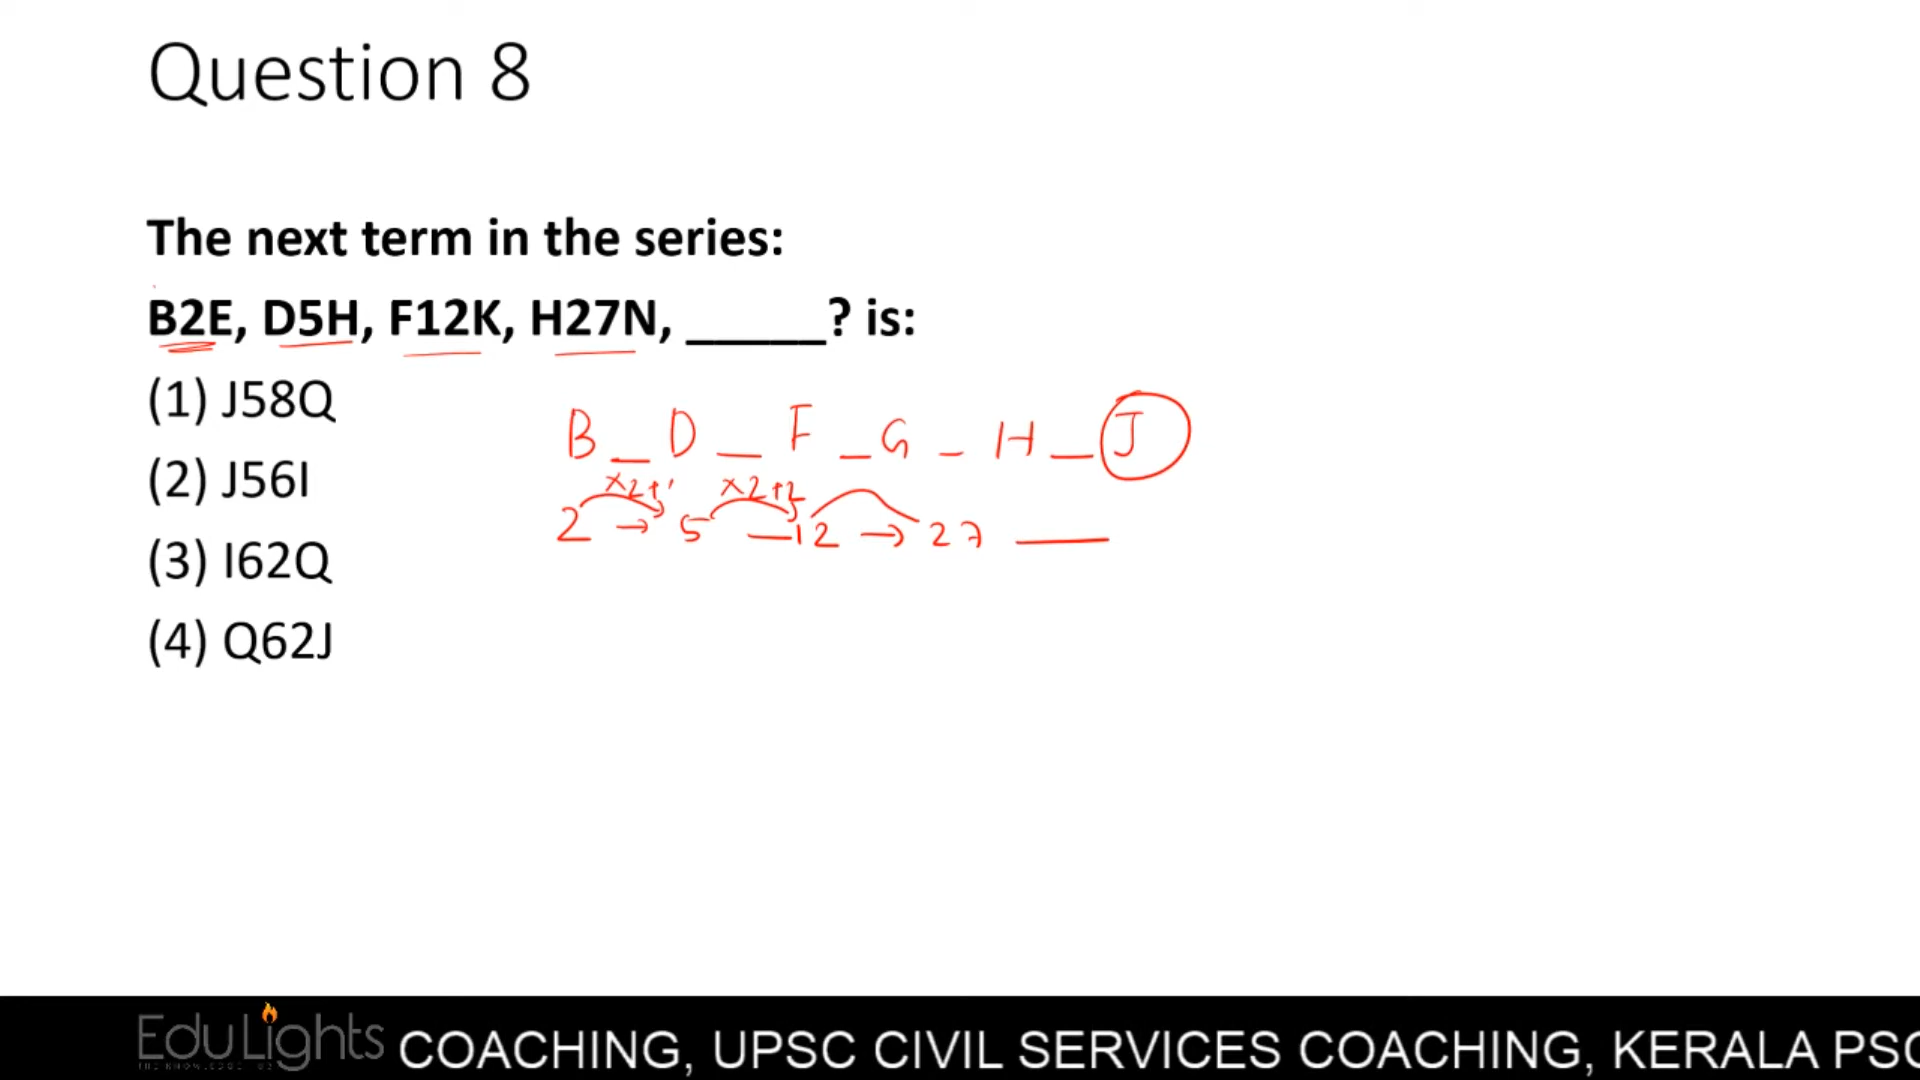 Question 8
The next term in the series:
B2E, D5H, F12K, H27N, _____? is:
(1) J58Q
(2) J56I
(3) I62Q
(4) Q62J
B _ D _ F _ G _ H _ J
×2+1 ×2+2
2 → 5 _ 12 → 27 ___
EduLights
COACHING, UPSC CIVIL SERVICES COACHING, KERALA PSC